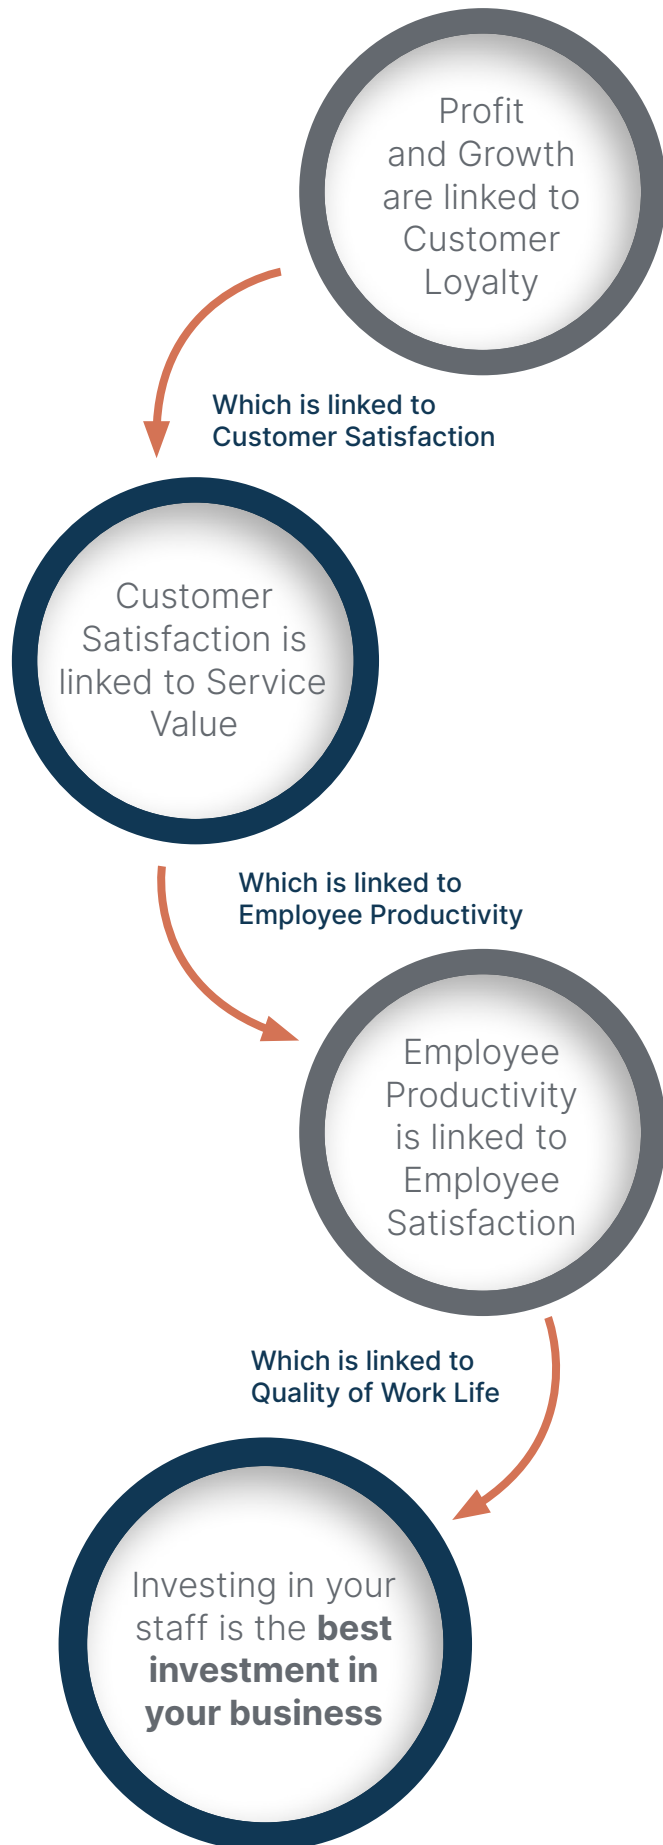 Profit
and Growth
are linked to
Customer
Loyalty
Which is linked to
Customer Satisfaction
Customer
Satisfaction is
linked to Service
Value
Which is linked to
Employee Productivity
Employee
Productivity
is linked to
Employee
Satisfaction
Which is linked to
Quality of Work Life
Investing in your
staff is the best
investment in
your business